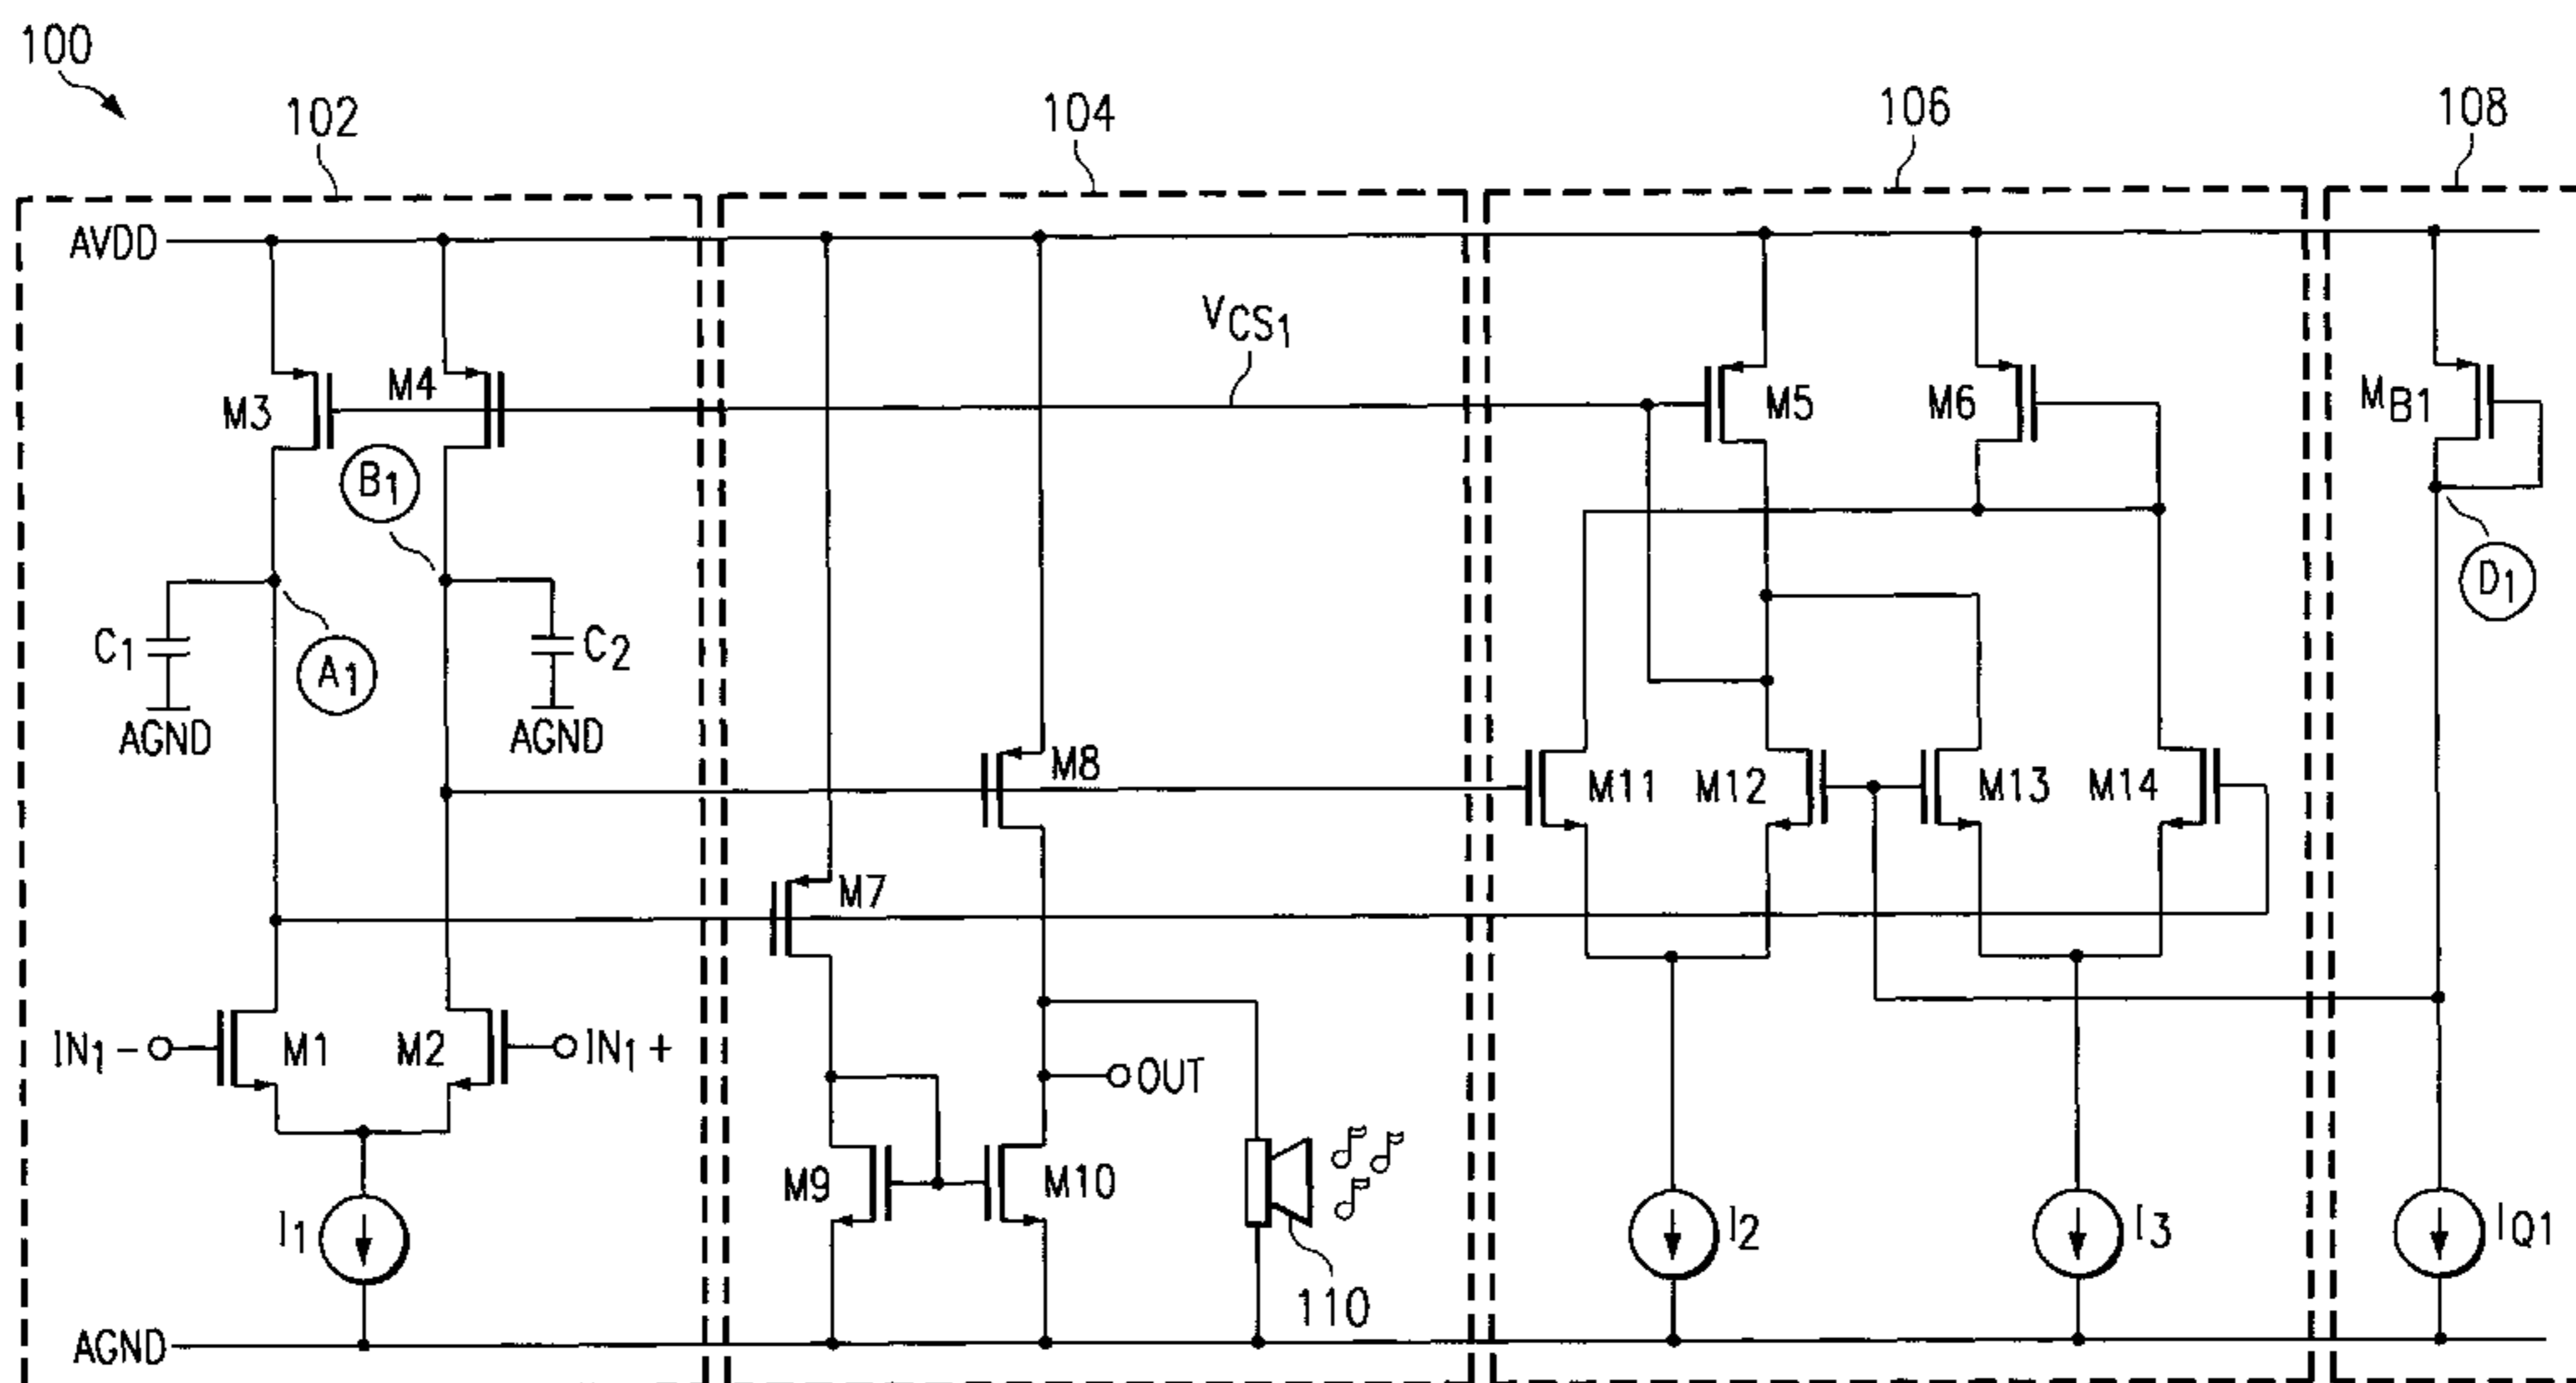 100
102
104
106
108
AVDD
VCS1
M3
M4
M5
M6
MB1
B1
D1
C1
A1
C2
AGND
AGND
M8
M11
M12
M13
M14
M7
IN1-
M1
M2
IN1+
OUT
M9
M10
I1
I2
I3
IQ1
110
AGND